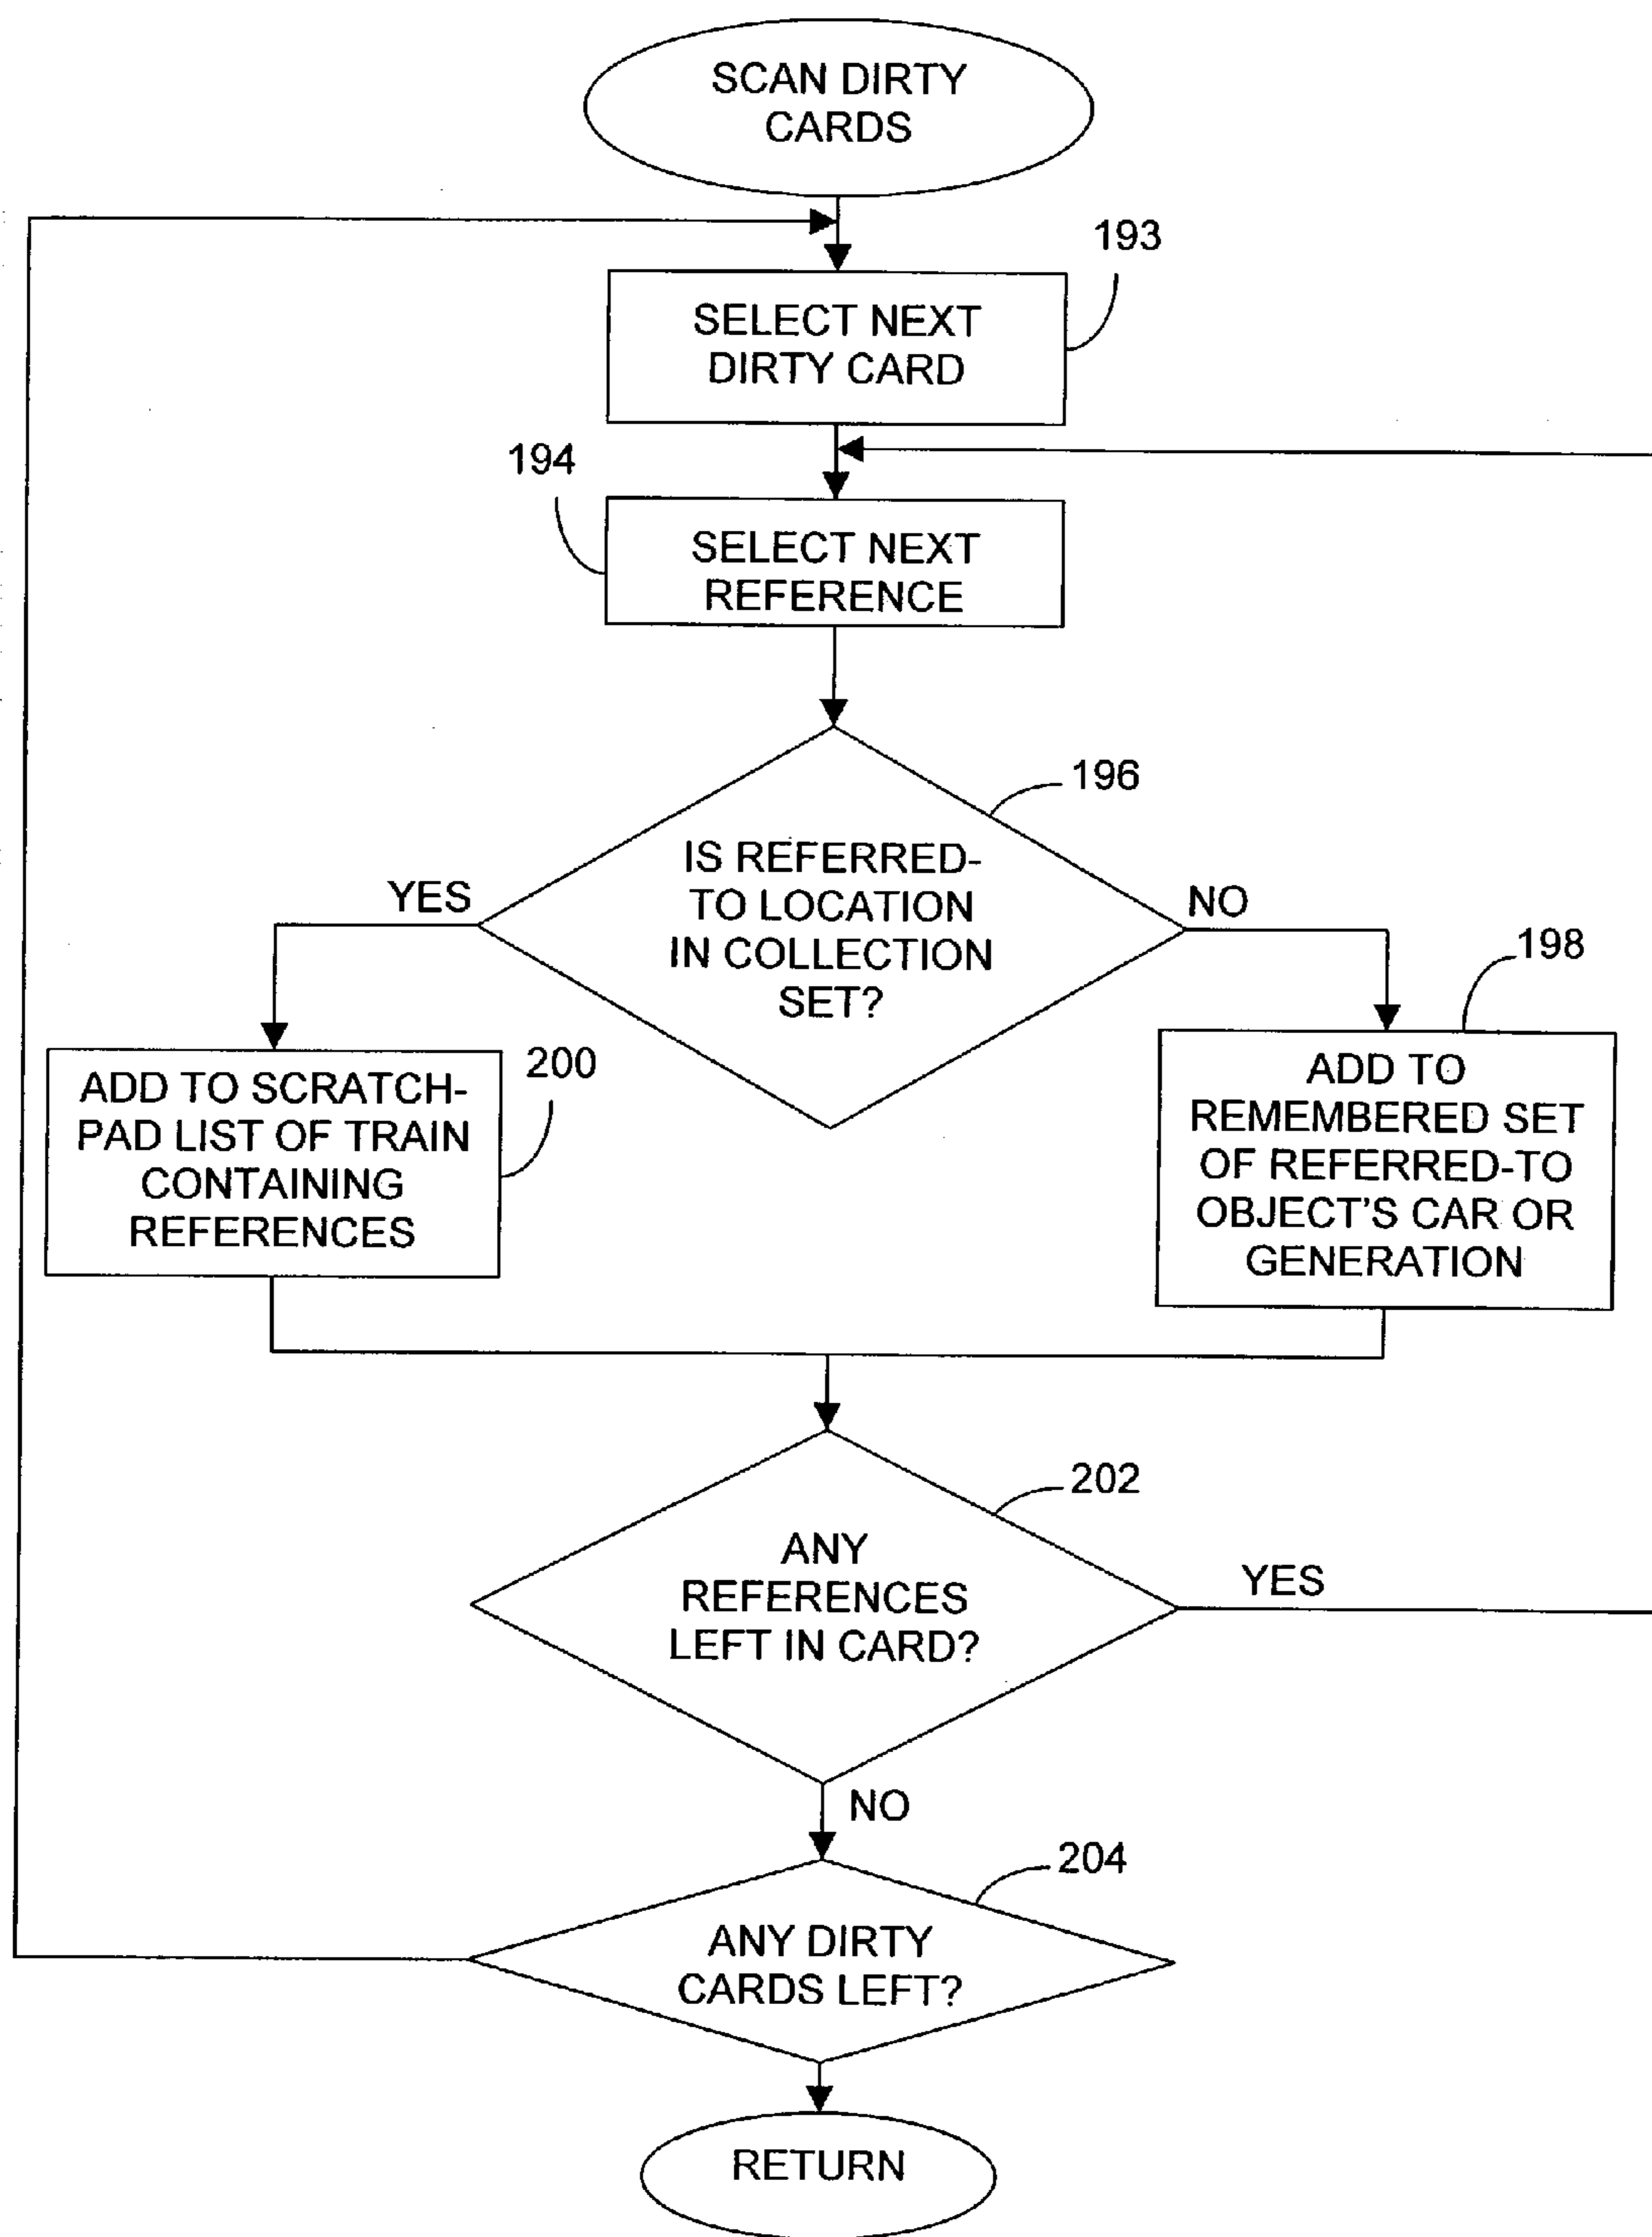 SCAN DIRTY
CARDS
193
SELECT NEXT
DIRTY CARD
194
SELECT NEXT
REFERENCE
196
IS REFERRED-
TO LOCATION
IN COLLECTION
SET?
YES
NO
198
200
ADD TO SCRATCH-
PAD LIST OF TRAIN
CONTAINING
REFERENCES
ADD TO
REMEMBERED SET
OF REFERRED-TO
OBJECT'S CAR OR
GENERATION
202
ANY
REFERENCES
LEFT IN CARD?
YES
NO
204
ANY DIRTY
CARDS LEFT?
RETURN